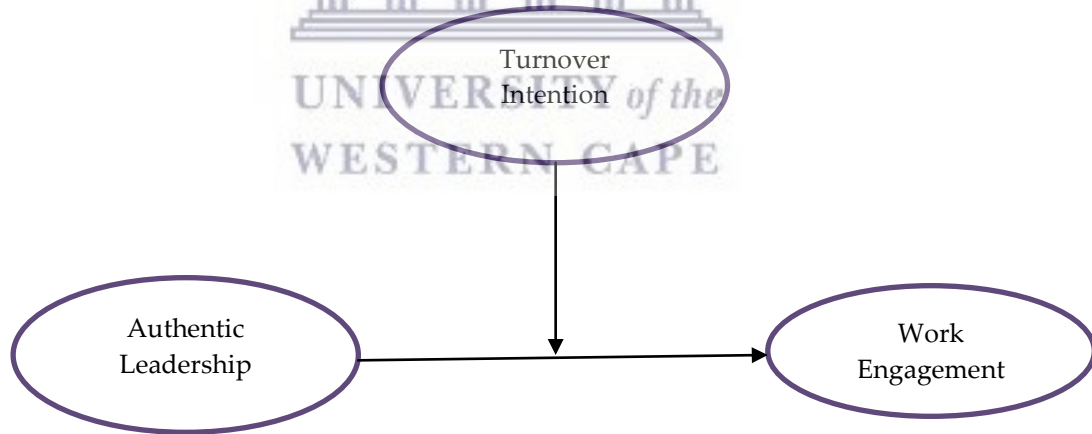 Turnover
Intention
UNIVERSITY of the
WESTERN CAPE
Authentic
Leadership
Work
Engagement